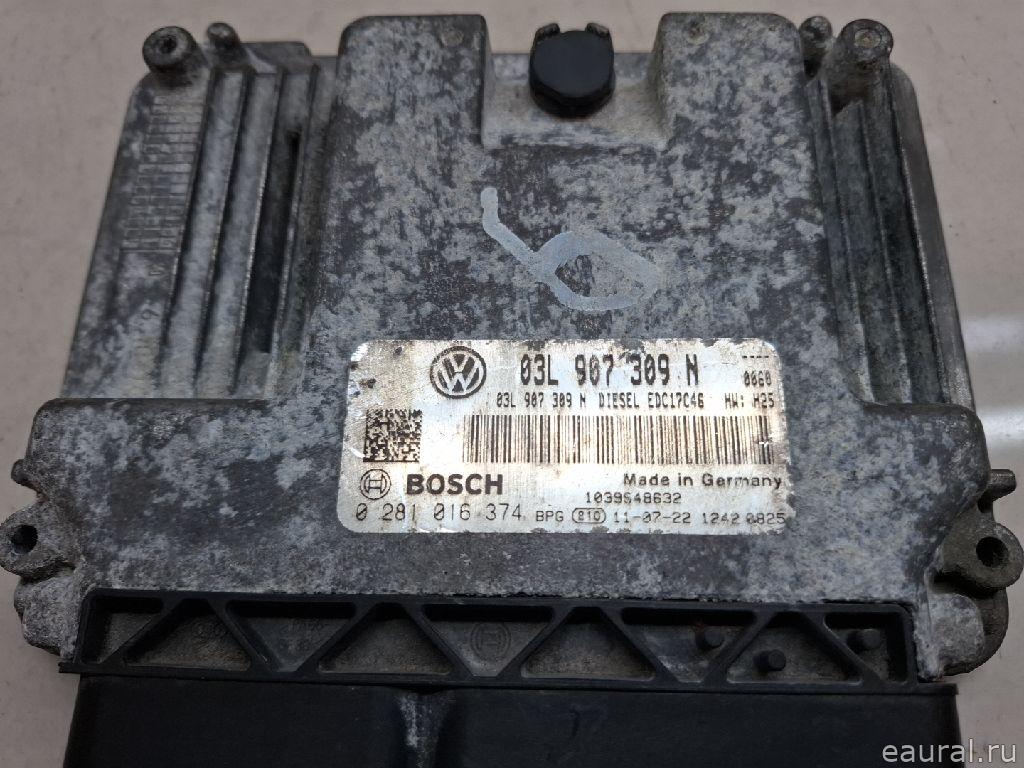 03L 907 309 N ----
0060
03L 907 309 N DIESEL EDC17C46 HW: H25
BOSCH Made in Germany
1039S48632
0 281 016 374 BPG 810 11-07-22 1242 0825
eaural.ru